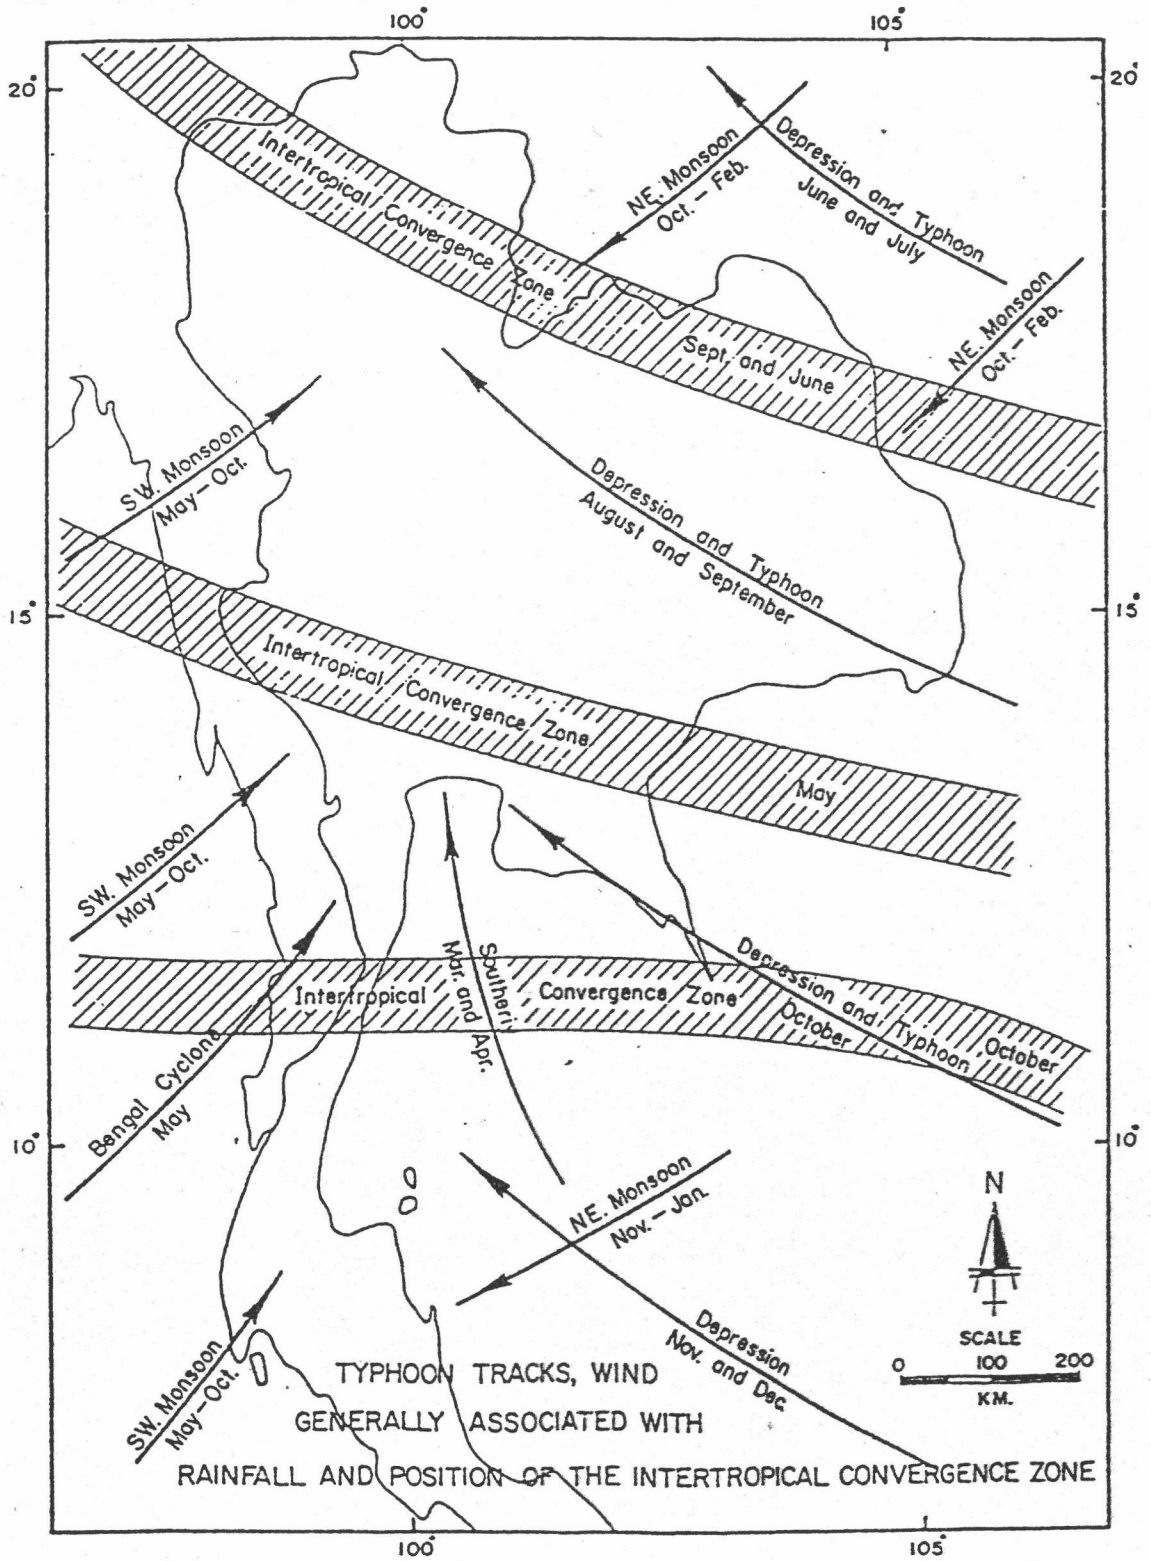 100°
105°
20°
20°
Depression and Typhoon
June and July
NE. Monsoon
Oct. – Feb.
Intertropical Convergence Zone
Sept. and June
NE. Monsoon
Oct. – Feb.
SW. Monsoon
May – Oct.
Depression and Typhoon
August and September
15°
15°
Intertropical Convergence Zone
May
SW. Monsoon
May – Oct.
Southerly
Mar. and Apr.
Depression and Typhoon
October
Intertropical Convergence Zone
October
Bengal Cyclone
May
10°
10°
NE. Monsoon
Nov. – Jan.
N
Depression
Nov. and Dec.
SCALE
0 100 200
KM.
SW. Monsoon
May – Oct.
TYPHOON TRACKS, WIND
GENERALLY ASSOCIATED WITH
RAINFALL AND POSITION OF THE INTERTROPICAL CONVERGENCE ZONE
100°
105°